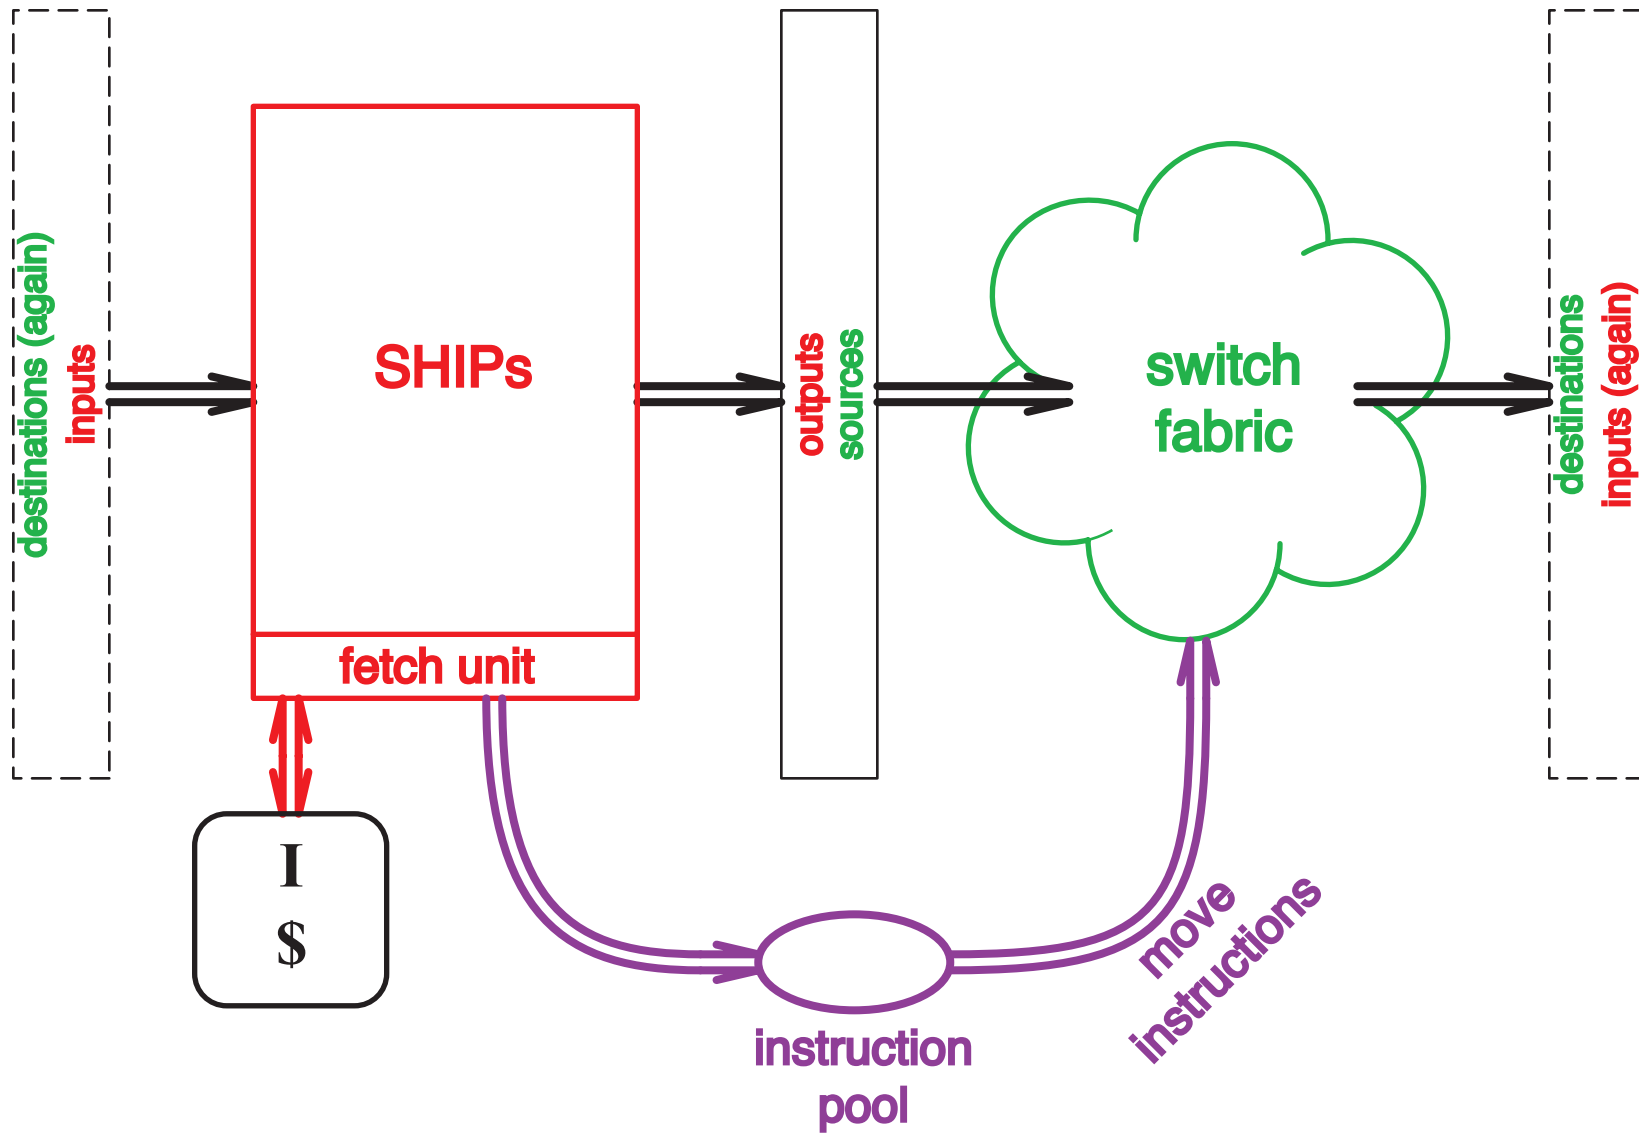 destinations (again)
inputs
SHIPs
fetch unit
I
$
outputs
sources
switch
fabric
destinations
inputs (again)
instruction
pool
move
instructions